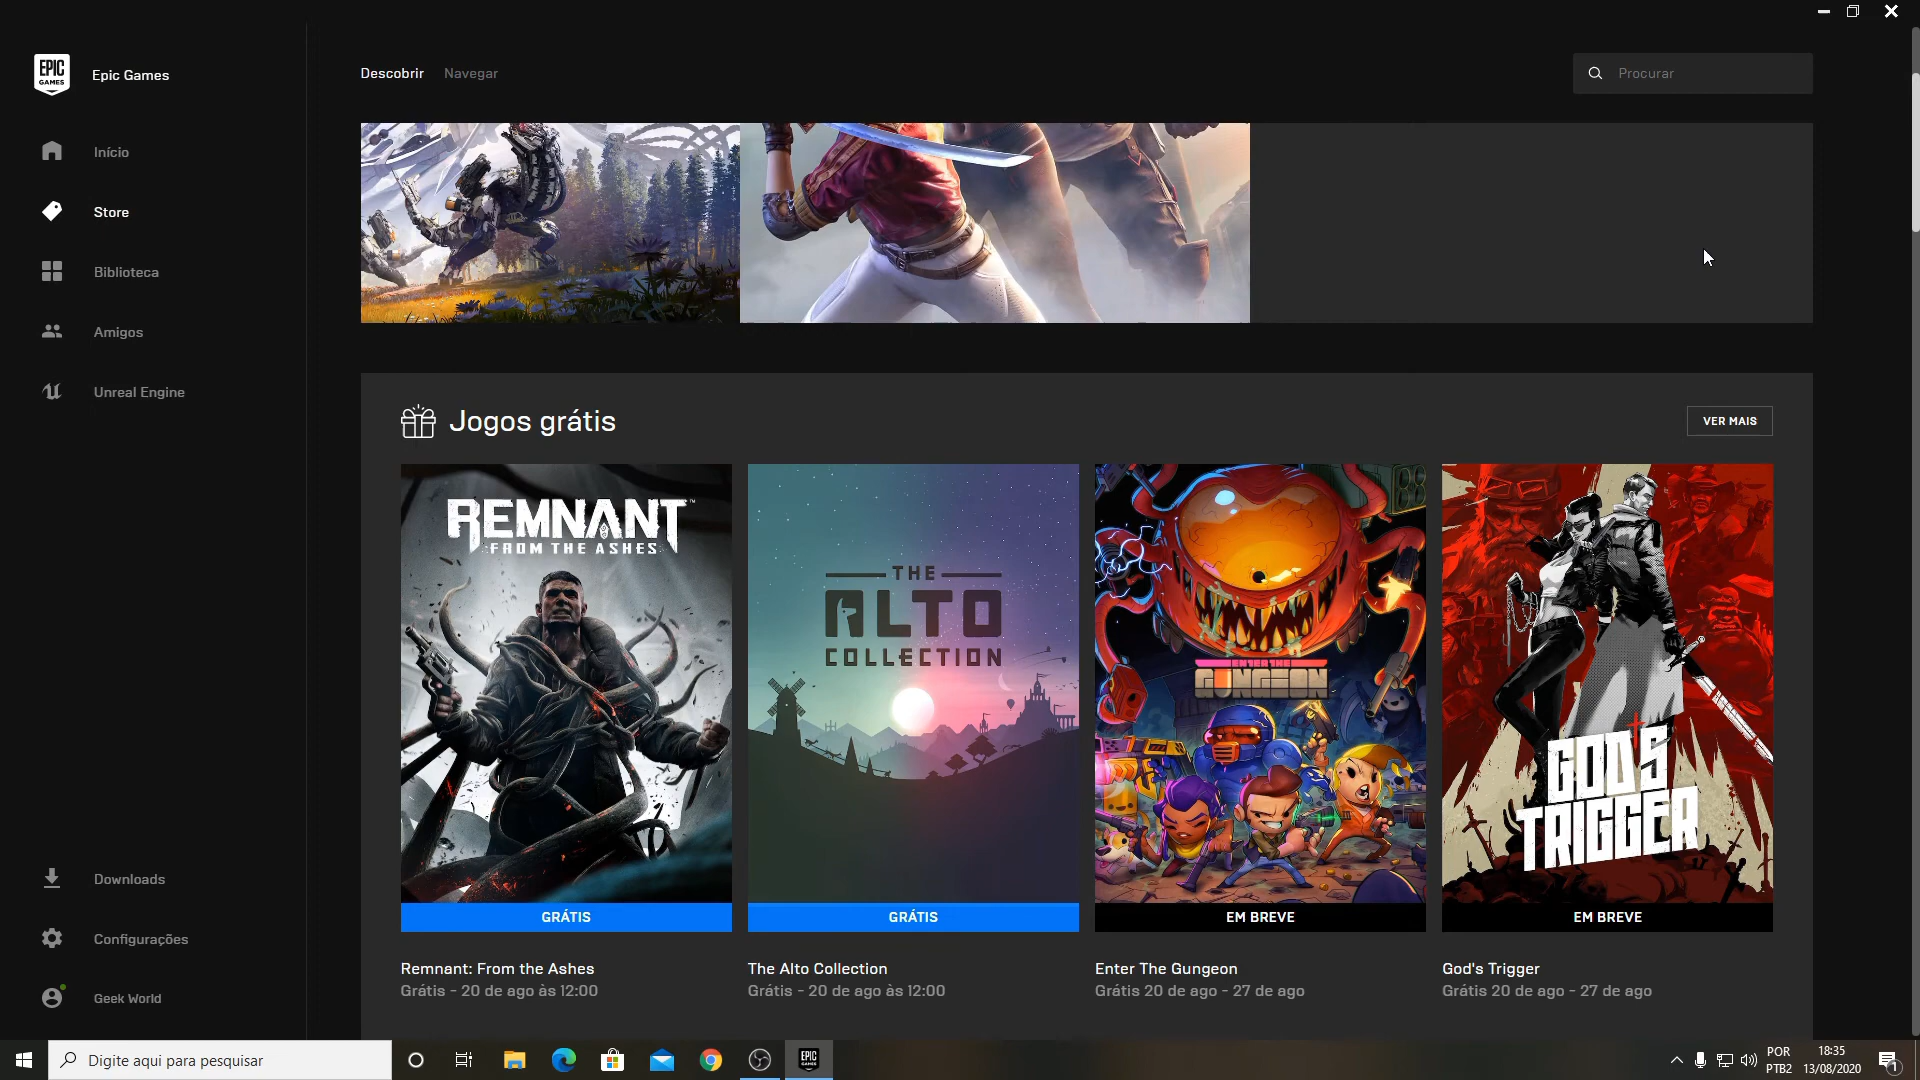 EPIC
GAMES
Epic Games
Descobrir
Navegar
Procurar
Início
Store
Biblioteca
Amigos
Unreal Engine
Jogos grátis
VER MAIS
REMNANT™
FROM THE ASHES
THE
ALTO
COLLECTION
ENTER THE
GUNGEON
GOD'S
TRIGGER
GRÁTIS
GRÁTIS
EM BREVE
EM BREVE
Remnant: From the Ashes
Grátis - 20 de ago às 12:00
The Alto Collection
Grátis - 20 de ago às 12:00
Enter The Gungeon
Grátis 20 de ago - 27 de ago
God's Trigger
Grátis 20 de ago - 27 de ago
Downloads
Configurações
Geek World
Digite aqui para pesquisar
EPIC
GAMES
POR
PTB2
18:35
13/08/2020
1